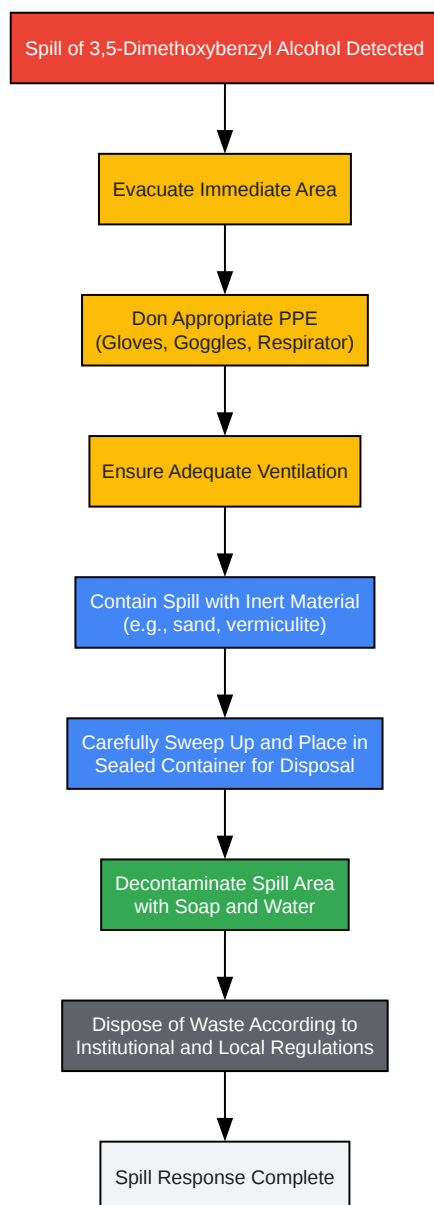 Spill of 3,5-Dimethoxybenzyl Alcohol Detected
Evacuate Immediate Area
Don Appropriate PPE
(Gloves, Goggles, Respirator)
Ensure Adequate Ventilation
Contain Spill with Inert Material
(e.g., sand, vermiculite)
Carefully Sweep Up and Place in
Sealed Container for Disposal
Decontaminate Spill Area
with Soap and Water
Dispose of Waste According to
Institutional and Local Regulations
Spill Response Complete